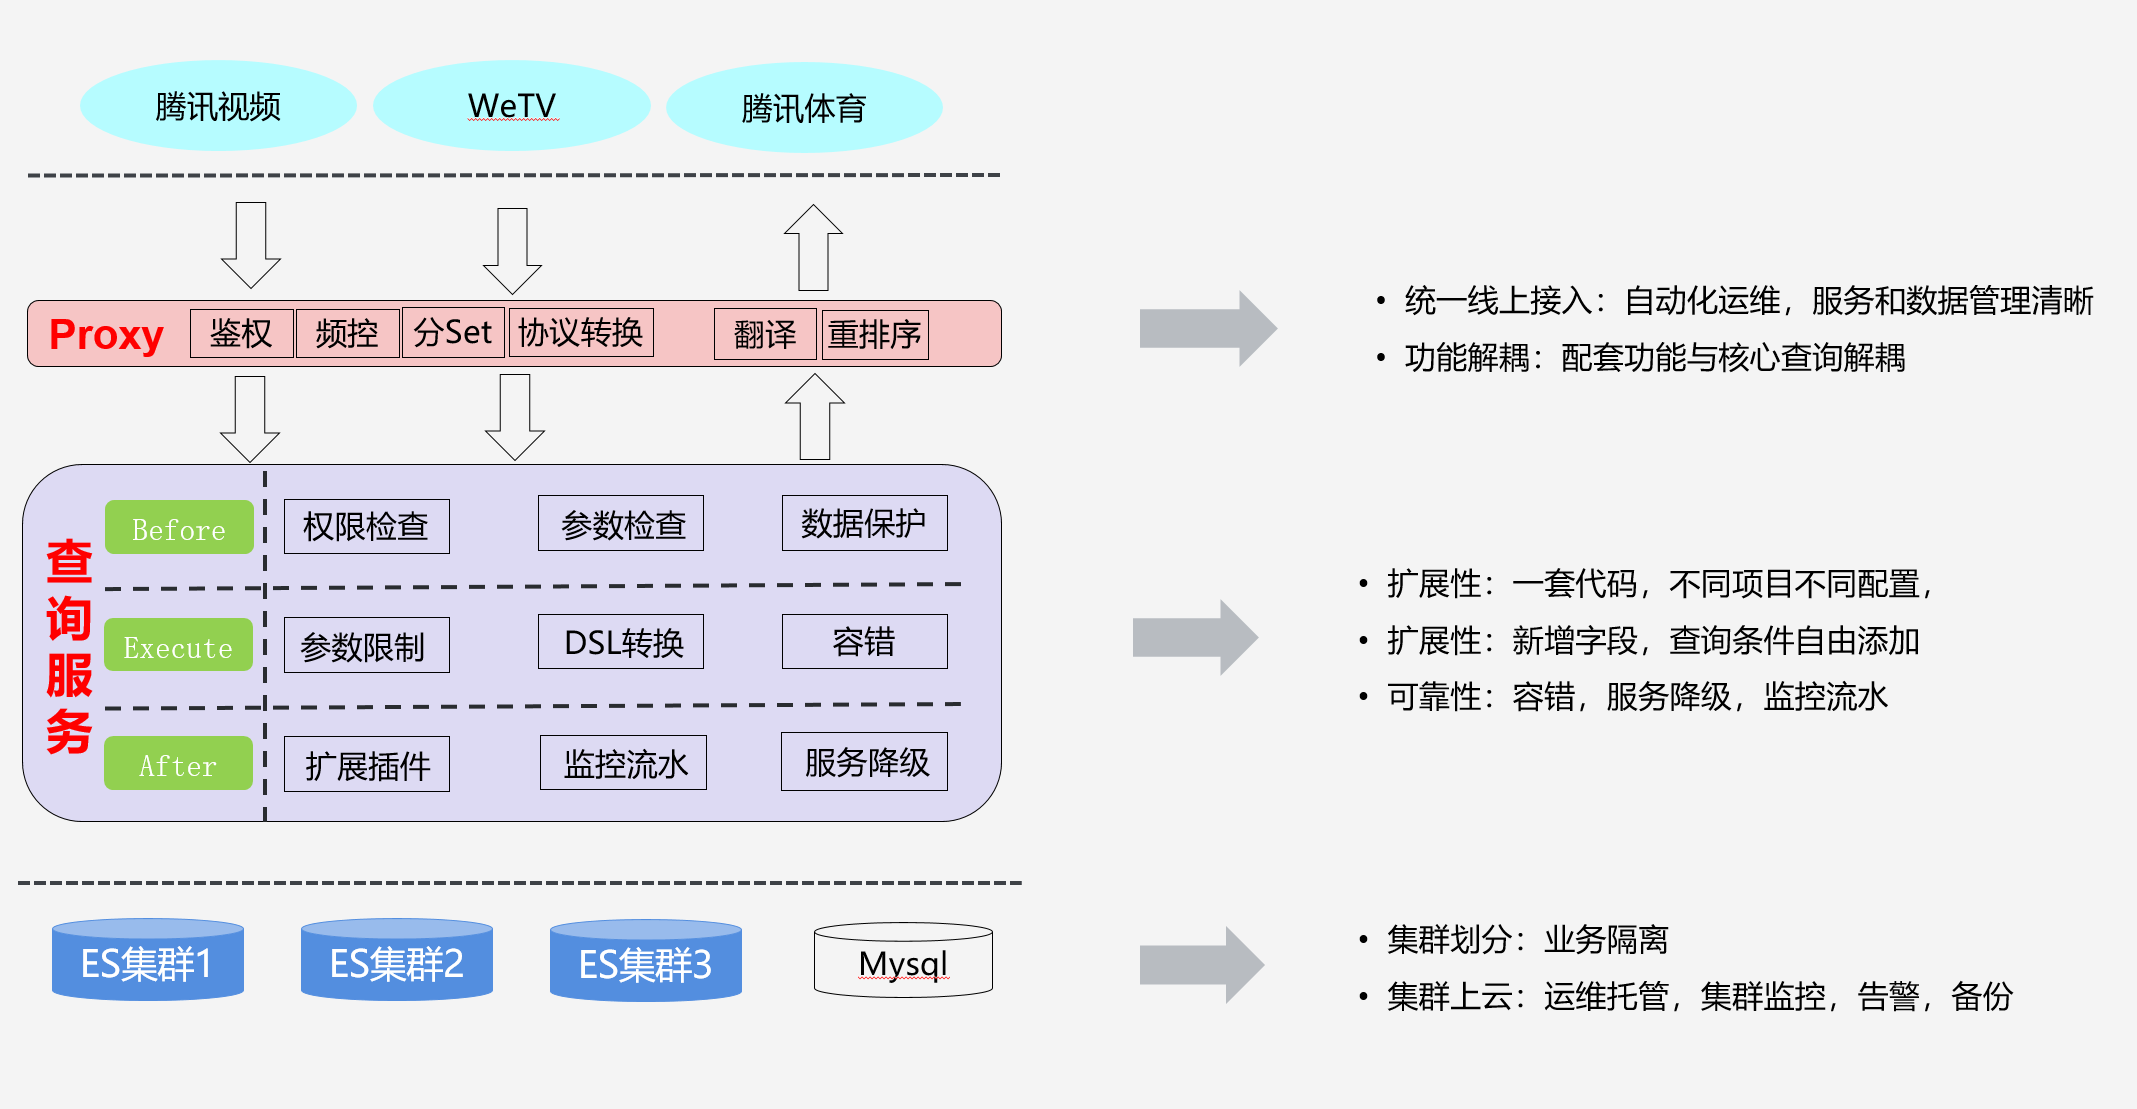 腾讯视频
WeTV
腾讯体育
Proxy
鉴权
频控
分Set
协议转换
翻译
重排序
• 统一线上接入：自动化运维，服务和数据管理清晰
• 功能解耦：配套功能与核心查询解耦
查询服务
Before
权限检查
参数检查
数据保护
Execute
参数限制
DSL转换
容错
After
扩展插件
监控流水
服务降级
• 扩展性：一套代码，不同项目不同配置，
• 扩展性：新增字段，查询条件自由添加
• 可靠性：容错，服务降级，监控流水
ES集群1
ES集群2
ES集群3
Mysql
• 集群划分：业务隔离
• 集群上云：运维托管，集群监控，告警，备份